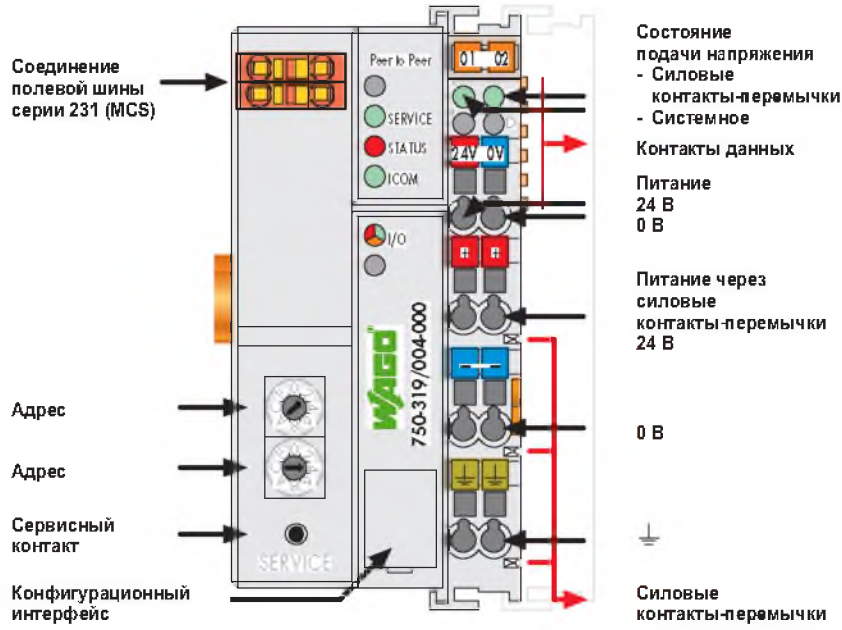 Соединение
полевой шины
серии 231 (MCS)
Адрес
Адрес
Сервисный
контакт
Конфигурационный
интерфейс
Peer to Peer
SERVICE
STATUS
ICOM
I/O
WAGO
750-319/004-000
SERVICE
01 02
24V 0V
+ +
— —
Состояние
подачи напряжения
- Силовые
контакты-перемычки
- Системное
Контакты данных
Питание
24 В
0 В
Питание через
силовые
контакты-перемычки
24 В
0 В
Силовые
контакты-перемычки